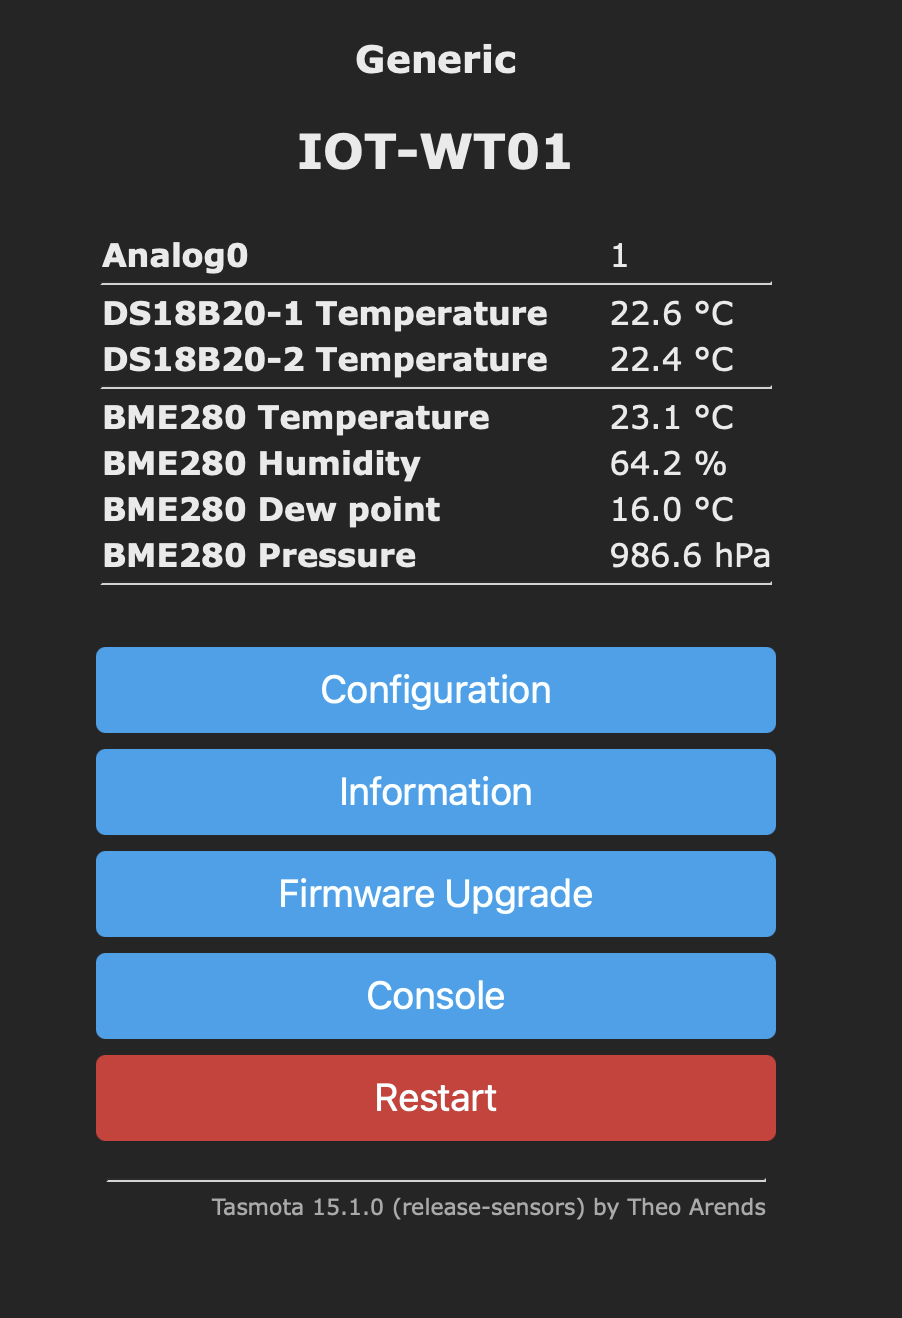 Generic
IOT-WT01
Analog0 1
DS18B20-1 Temperature 22.6 °C
DS18B20-2 Temperature 22.4 °C
BME280 Temperature 23.1 °C
BME280 Humidity 64.2 %
BME280 Dew point 16.0 °C
BME280 Pressure 986.6 hPa
Configuration
Information
Firmware Upgrade
Console
Restart
Tasmota 15.1.0 (release-sensors) by Theo Arends